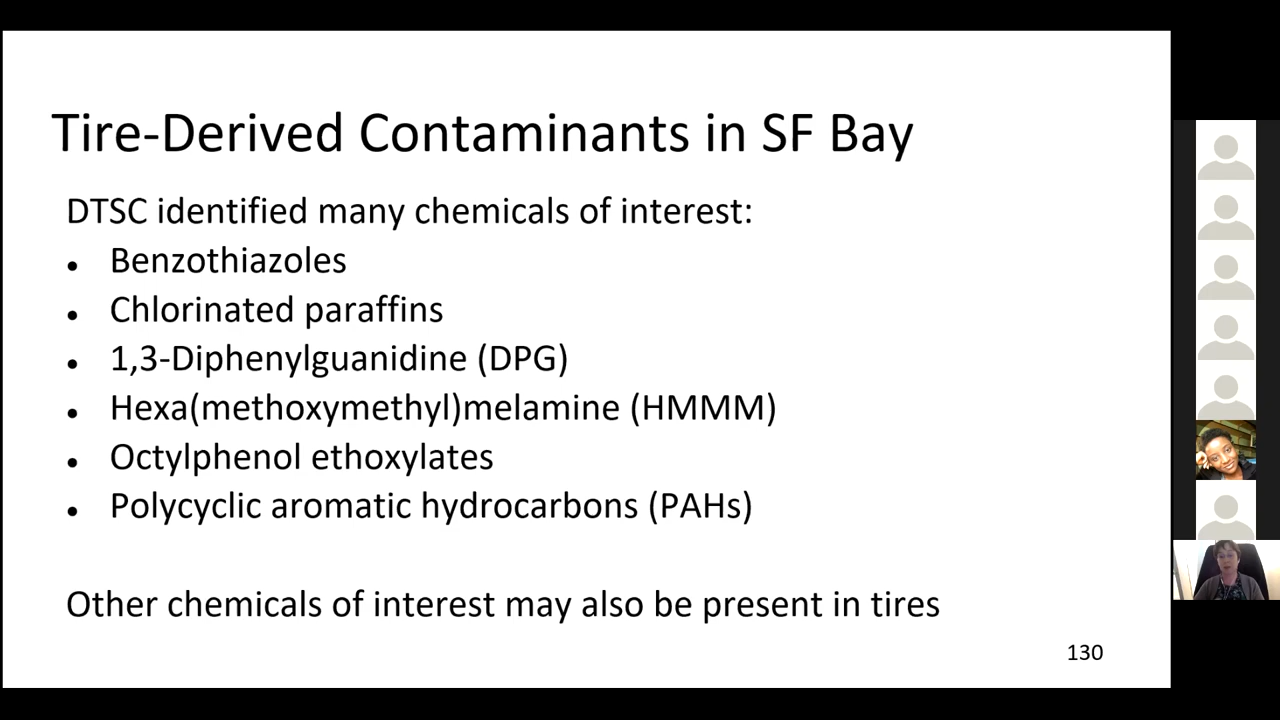 Tire-Derived Contaminants in SF Bay
DTSC identified many chemicals of interest:
• Benzothiazoles
• Chlorinated paraffins
• 1,3-Diphenylguanidine (DPG)
• Hexa(methoxymethyl)melamine (HMMM)
• Octylphenol ethoxylates
• Polycyclic aromatic hydrocarbons (PAHs)
Other chemicals of interest may also be present in tires
130